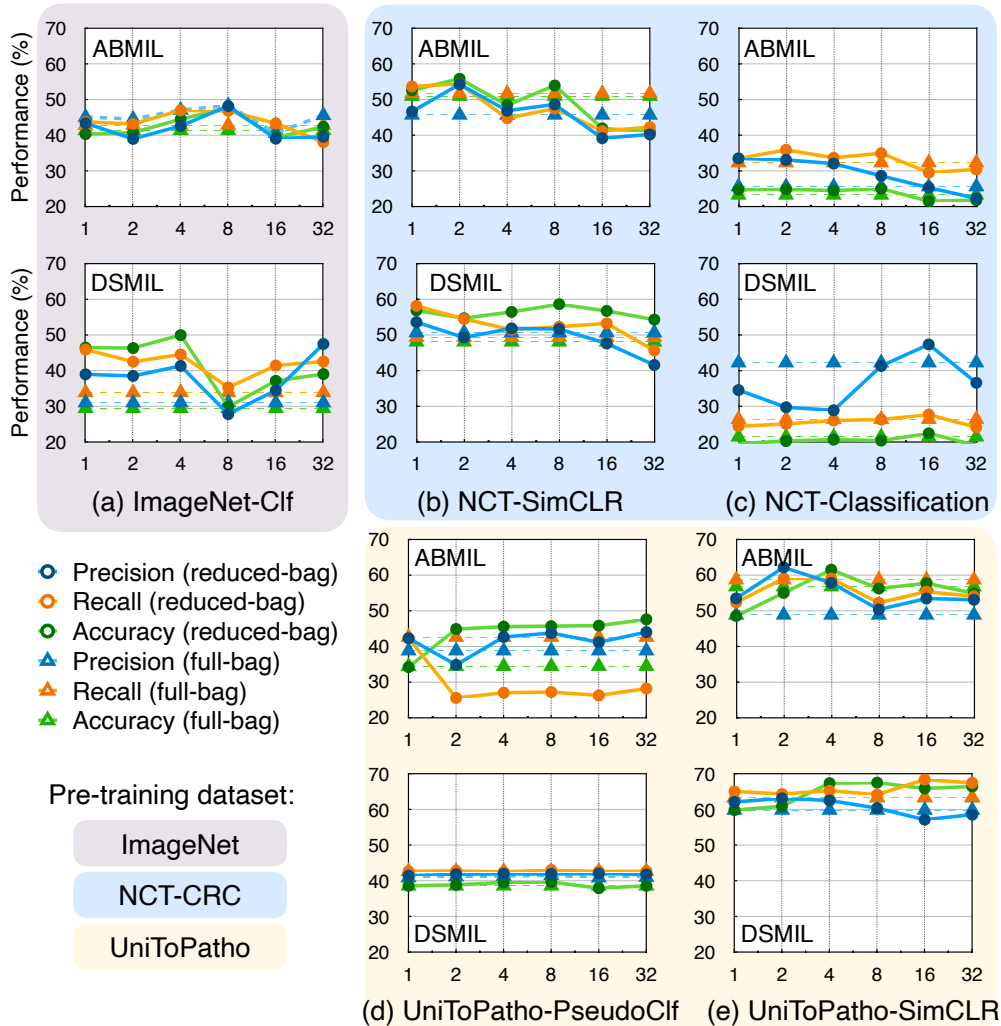 70 70 70
ABMIL ABMIL ABMIL
60 60 60
50 50 50
40 40 40
30 30 30
20 20 20
Performance (%)
1 2 4 8 16 32 1 2 4 8 16 32 1 2 4 8 16 32
70 70 70
DSMIL DSMIL DSMIL
60 60 60
50 50 50
40 40 40
30 30 30
20 20 20
Performance (%)
1 2 4 8 16 32 1 2 4 8 16 32 1 2 4 8 16 32
(a) ImageNet-Clf (b) NCT-SimCLR (c) NCT-Classification
Precision (reduced-bag)
Recall (reduced-bag)
Accuracy (reduced-bag)
Precision (full-bag)
Recall (full-bag)
Accuracy (full-bag)
Pre-training dataset:
ImageNet
NCT-CRC
UniToPatho
70 70
ABMIL ABMIL
60 60
50 50
40 40
30 30
20 20
1 2 4 8 16 32 1 2 4 8 16 32
70 70
60 60
50 50
40 40
30 30
DSMIL DSMIL
20 20
1 2 4 8 16 32 1 2 4 8 16 32
(d) UniToPatho-PseudoClf (e) UniToPatho-SimCLR